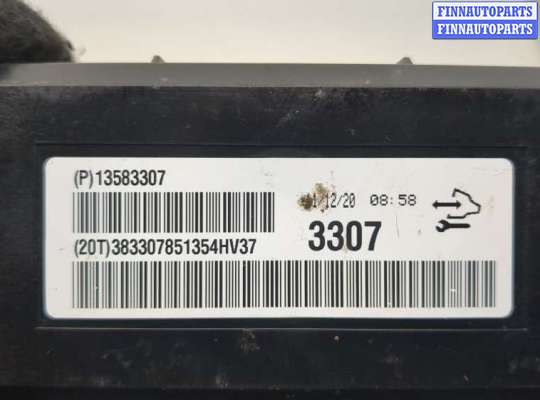 FINNAUTOPARTS
FINNAUTOPARTS
(P)13583307
/12/20 08:58
3307
(20T)383307851354HV37